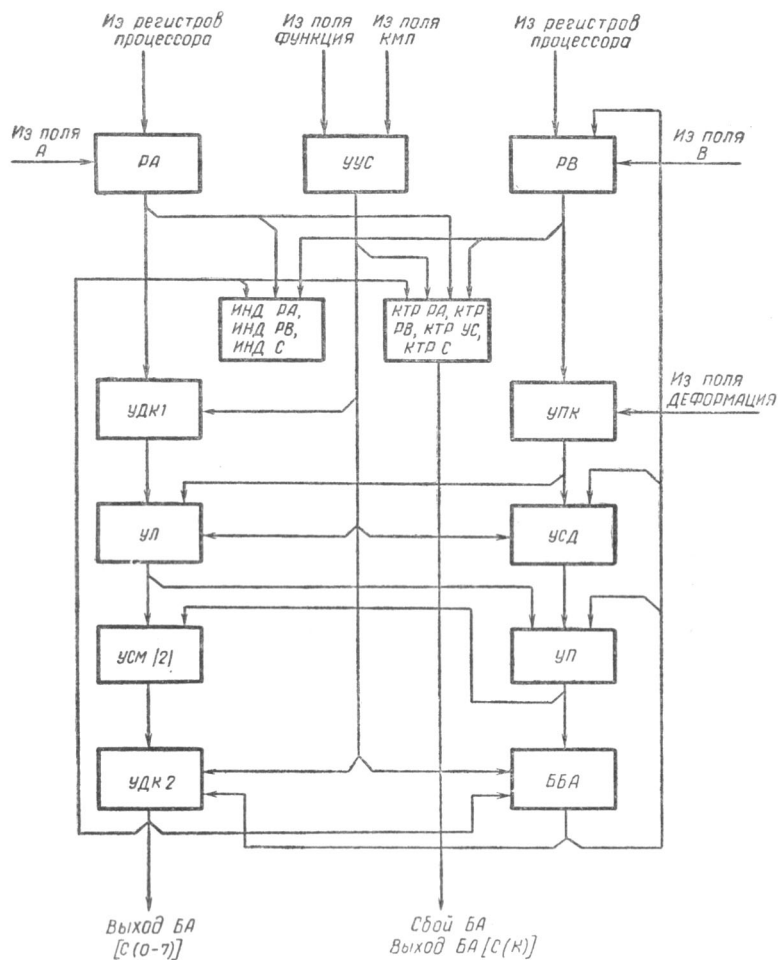 Из регистров
процессора
Из поля
ФУНКЦИЯ
Из поля
КМП
Из регистров
процессора
Из поля
А
РА
УУС
РВ
Из поля
В
ИНД РА,
ИНД РВ,
ИНД С
КТР РА, КТР
РВ, КТР УС,
КТР С
УДК1
УПК
Из поля
ДЕФОРМАЦИЯ
УЛ
УСД
УСМ |2|
УП
УДК 2
ББА
Выход БА
[С(0-7)]
Сбой БА
Выход БА [С(К)]